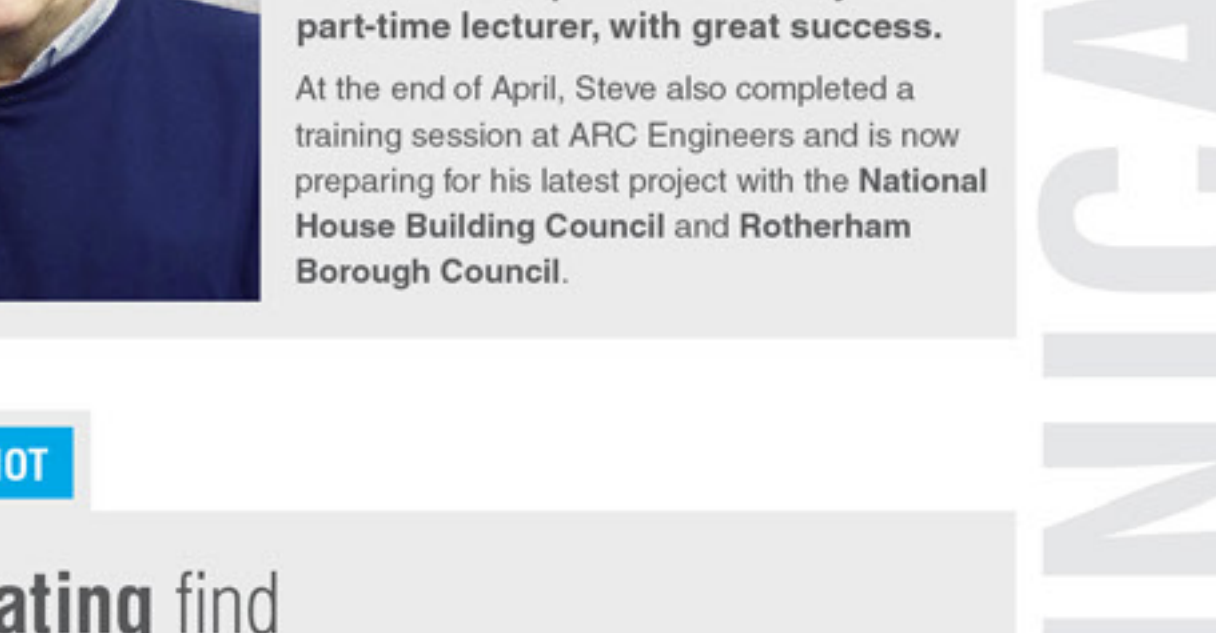 part-time lecturer, with great success.
At the end of April, Steve also completed a
training session at ARC Engineers and is now
preparing for his latest project with the National
House Building Council and Rotherham
Borough Council.
find